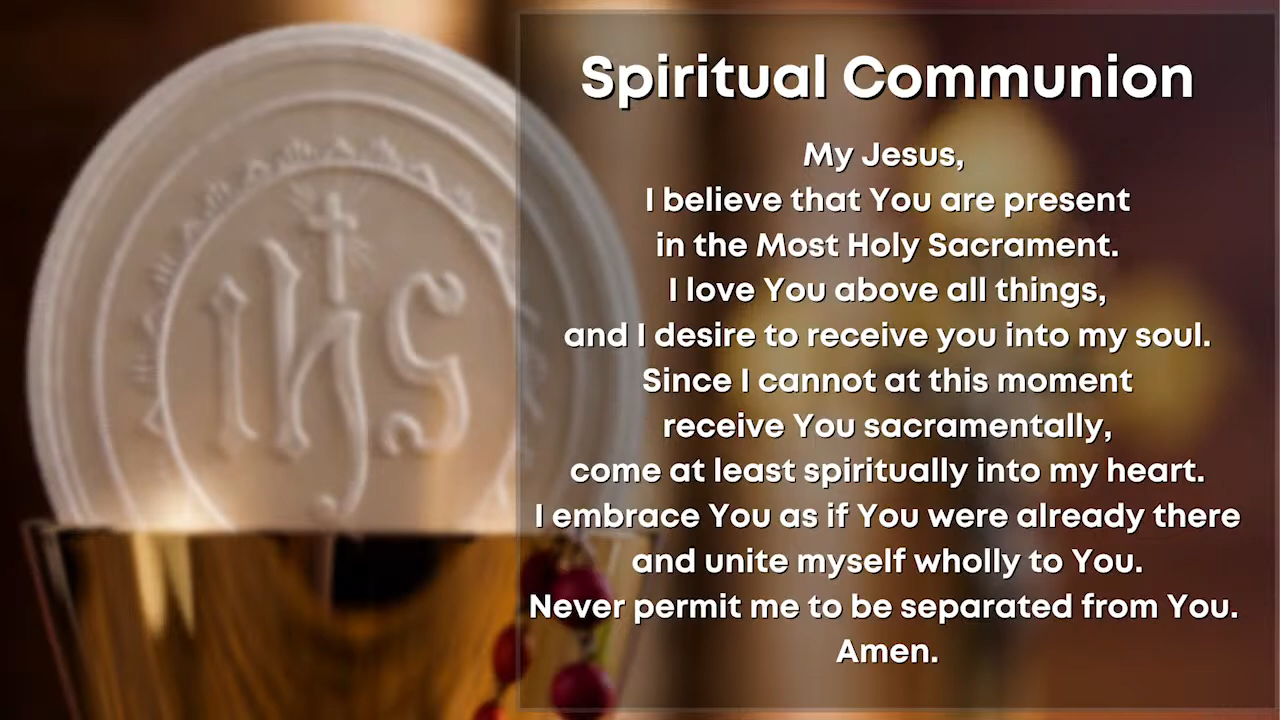 Spiritual Communion
My Jesus,
I believe that You are present
in the Most Holy Sacrament.
I love You above all things,
and I desire to receive you into my soul.
Since I cannot at this moment
receive You sacramentally,
come at least spiritually into my heart.
I embrace You as if You were already there
and unite myself wholly to You.
Never permit me to be separated from You.
Amen.
ihs